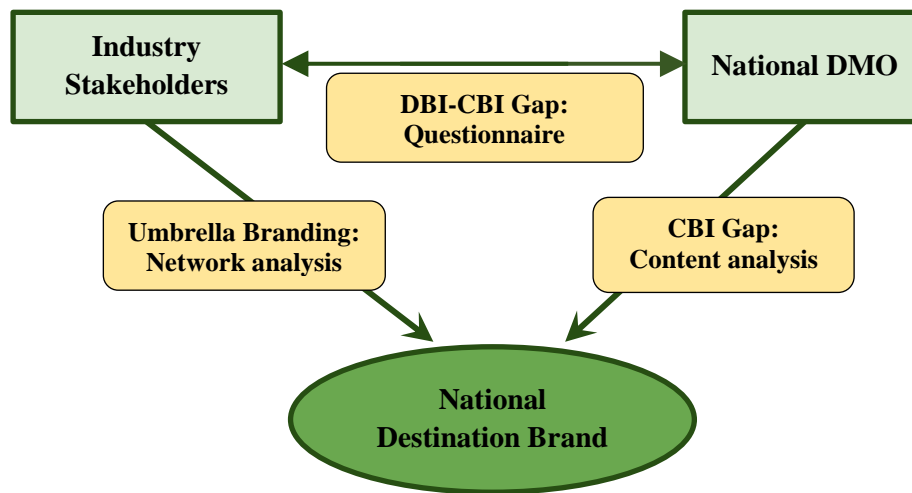 Industry
Stakeholders
National DMO
DBI-CBI Gap:
Questionnaire
Umbrella Branding:
Network analysis
CBI Gap:
Content analysis
National
Destination Brand